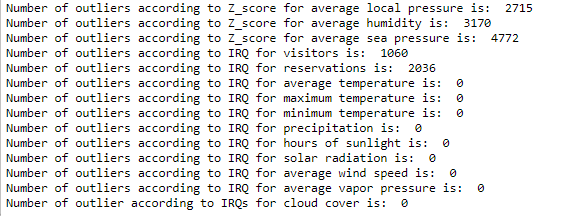 Number of outliers according to Z_score for average local pressure is:  2715
Number of outliers according to Z_score for average humidity is:  3170
Number of outliers according to Z_score for average sea pressure is:  4772
Number of outliers according to IRQ for visitors is:  1060
Number of outliers according to IRQ for reservations is:  2036
Number of outliers according to IRQ for average temperature is:  0
Number of outliers according to IRQ for maximum temperature is:  0
Number of outliers according to IRQ for minimum temperature is:  0
Number of outliers according to IRQ for precipitation is:  0
Number of outliers according to IRQ for hours of sunlight is:  0
Number of outliers according to IRQ for solar radiation is:  0
Number of outliers according to IRQ for average wind speed is:  0
Number of outliers according to IRQ for average vapor pressure is:  0
Number of outlier according to IRQs for cloud cover is:  0